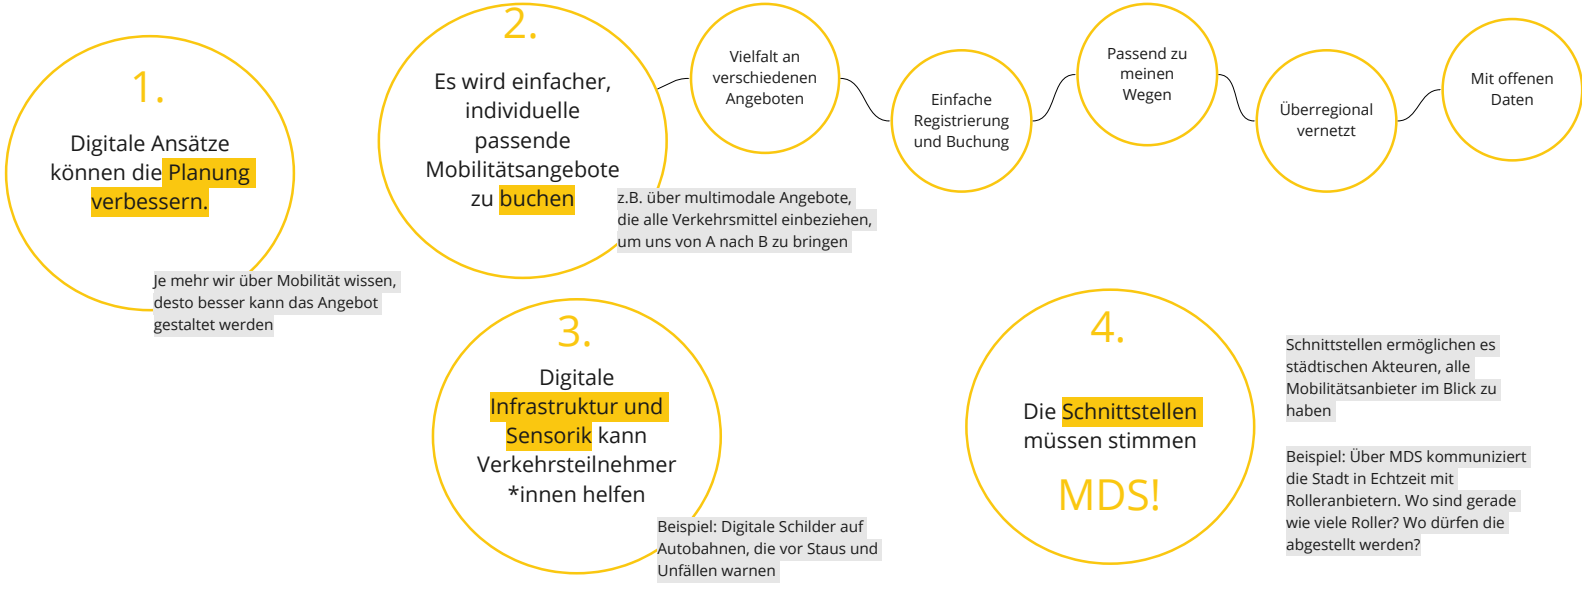 1.
Digitale Ansätze
können die Planung
verbessern.
Je mehr wir über Mobilität wissen,
desto besser kann das Angebot
gestaltet werden
2.
Es wird einfacher,
individuelle
passende
Mobilitätsangebote
zu buchen
z.B. über multimodale Angebote,
die alle Verkehrsmittel einbeziehen,
um uns von A nach B zu bringen
Vielfalt an
verschiedenen
Angeboten
Einfache
Registrierung
und Buchung
Passend zu
meinen
Wegen
Überregional
vernetzt
Mit offenen
Daten
3.
Digitale
Infrastruktur und
Sensorik kann
Verkehrsteilnehmer
*innen helfen
Beispiel: Digitale Schilder auf
Autobahnen, die vor Staus und
Unfällen warnen
4.
Die Schnittstellen
müssen stimmen
MDS!
Schnittstellen ermöglichen es
städtischen Akteuren, alle
Mobilitätsanbieter im Blick zu
haben
Beispiel: Über MDS kommuniziert
die Stadt in Echtzeit mit
Rolleranbietern. Wo sind gerade
wie viele Roller? Wo dürfen die
abgestellt werden?